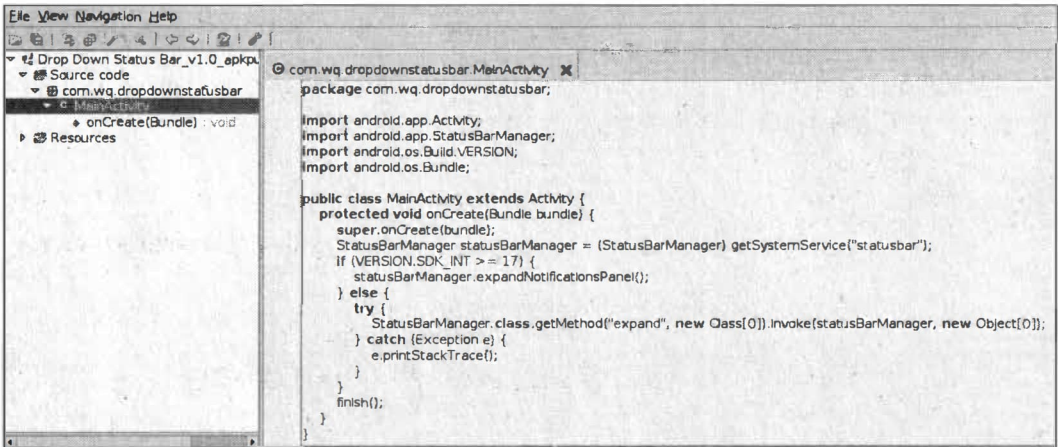 File View Navigation Help
Drop Down Status Bar_v1.0_apkpu
Source code
com.wq.dropdownstatusbar
MainActivity
onCreate(Bundle) : void
Resources
com.wq.dropdownstatusbar.MainActivity
package com.wq.dropdownstatusbar;
import android.app.Activity;
import android.app.StatusBarManager;
import android.os.Build.VERSION;
import android.os.Bundle;
public class MainActivity extends Activity {
protected void onCreate(Bundle bundle) {
super.onCreate(bundle);
StatusBarManager statusBarManager = (StatusBarManager) getSystemService("statusbar");
if (VERSION.SDK_INT >= 17) {
statusBarManager.expandNotificationsPanel();
} else {
try {
StatusBarManager.class.getMethod("expand", new Class[0]).invoke(statusBarManager, new Object[0]);
} catch (Exception e) {
e.printStackTrace();
}
}
finish();
}
}